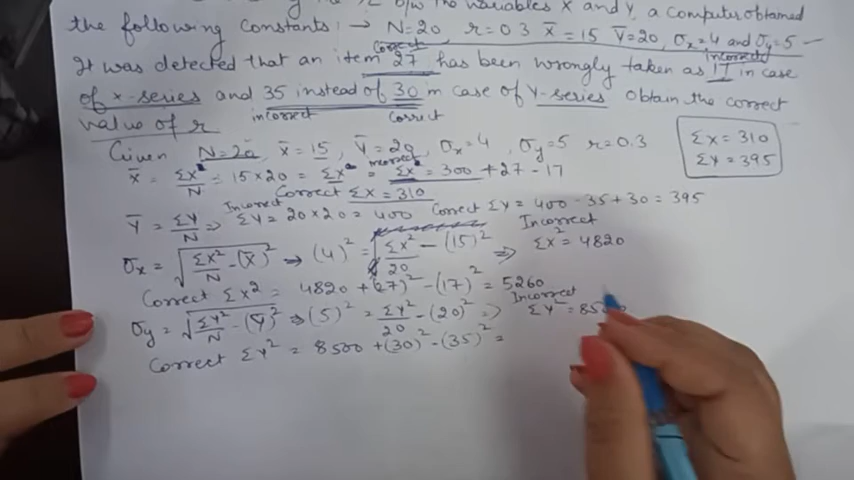 the variables X and Y, a computer obtained
the following constants :→ N=20, r=0.3 X̄=15 Ȳ=20, σx=4 and σy=5 –
It was detected that an item 27 has been wrongly taken as 17 in case
Correct incorrect
of x-series and 35 instead of 30 in case of Y-series obtain the correct
value of r incorrect correct
Given N=20, x̄=15, ȳ=20, σx=4, σy=5 r=0.3
ΣX=310
ΣY=395
X̄ = ΣX/N = 15×20 = ΣX = incorrect ΣX = 300 + 27 - 17
Correct ΣX = 310
Ȳ = ΣY/N ⇒ Incorrect ΣY = 20×20 = 400 Correct ΣY = 400 - 35 + 30 = 395
σx = √ΣX²/N - (X̄)² ⇒ (4)² = ΣX²/20 - (15)² ⇒ Incorrect ΣX² = 4820
Correct ΣX² = 4820 + (27)² - (17)² = 5260
σy = √ΣY²/N - (Ȳ)² ⇒ (5)² = ΣY²/20 - (20)² ⇒ Incorrect ΣY² = 8500
Correct ΣY² = 8500 + (30)² - (35)² =